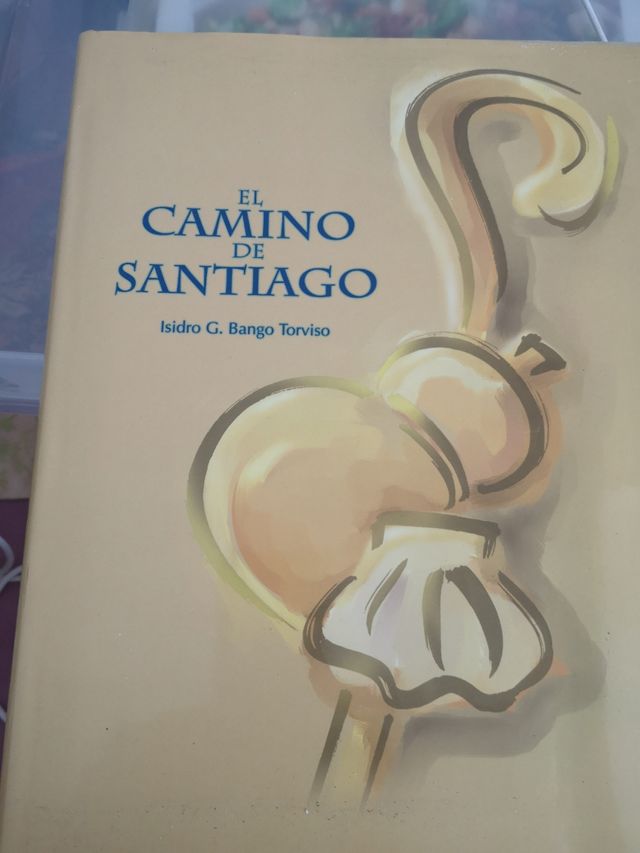 EL
CAMINO
DE
SANTIAGO
Isidro G. Bango Torviso